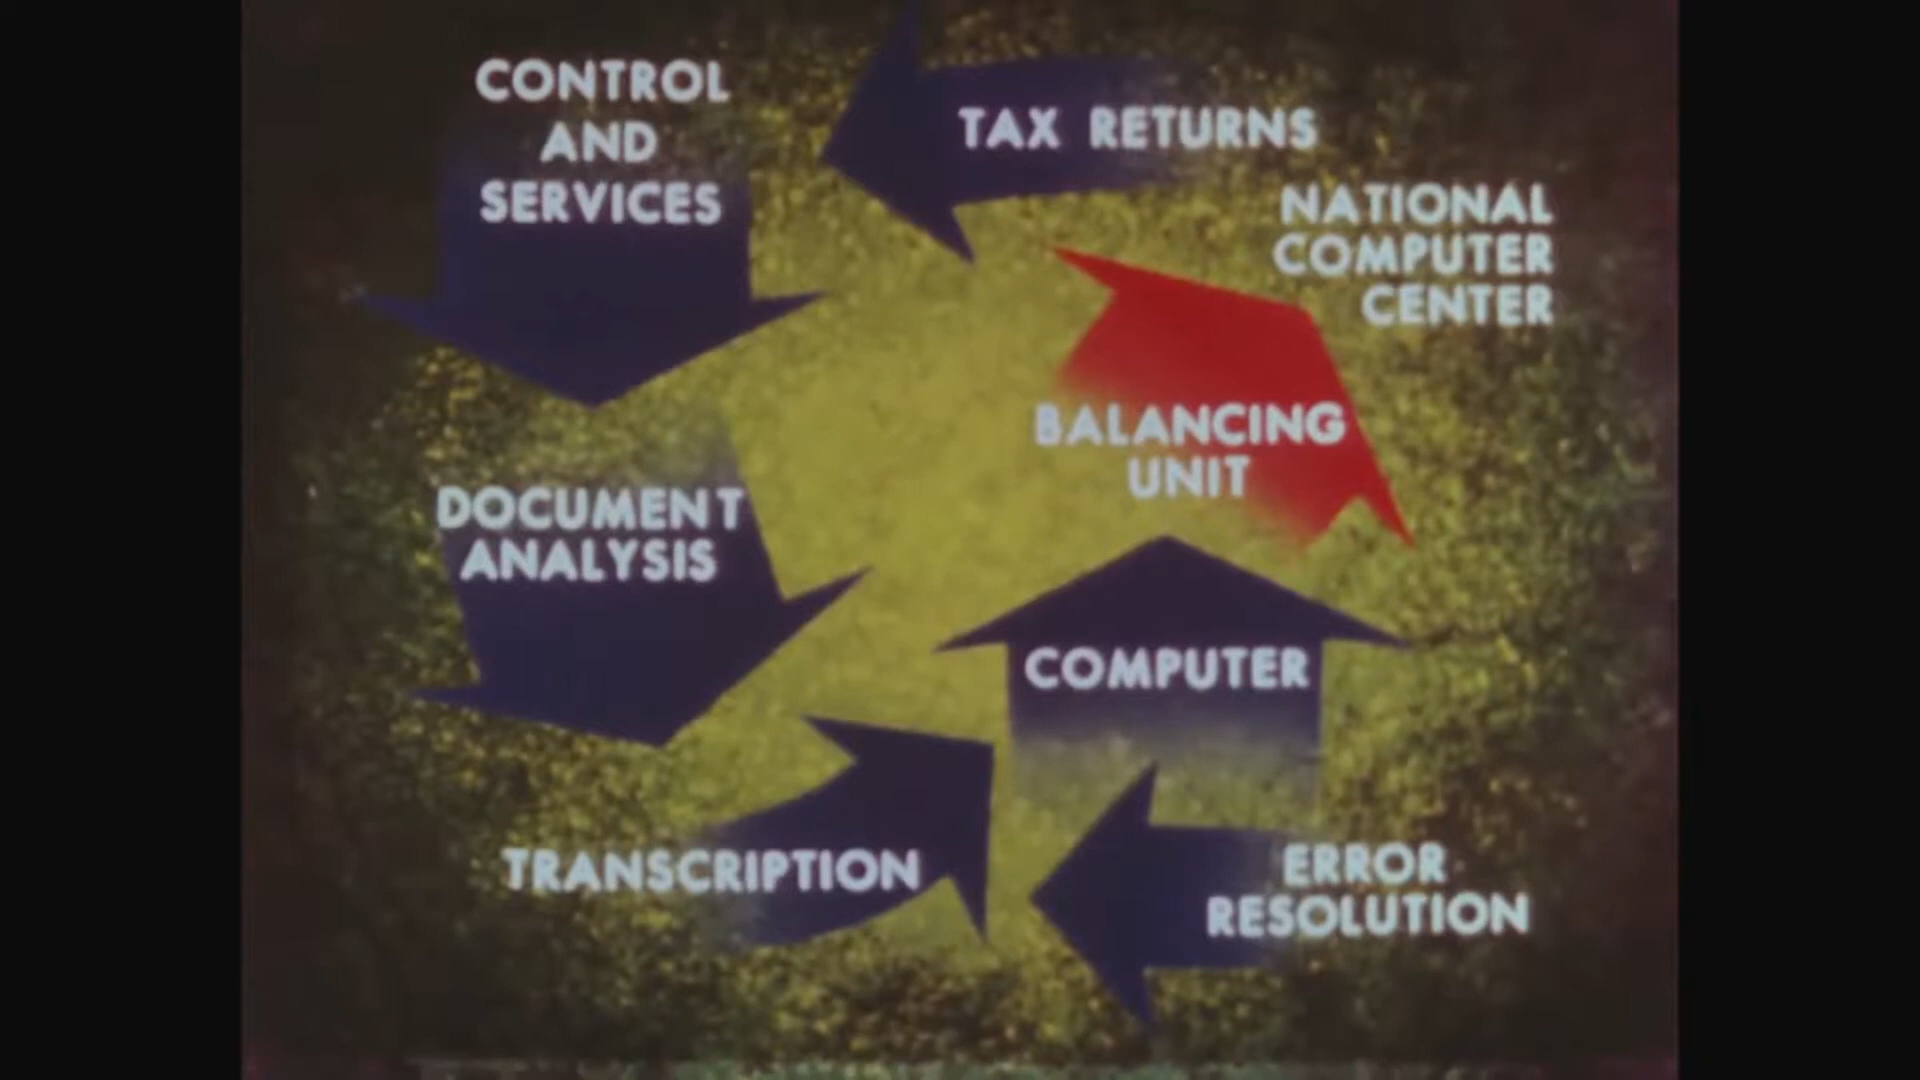 CONTROL
AND
SERVICES
TAX RETURNS
NATIONAL
COMPUTER
CENTER
BALANCING
UNIT
DOCUMENT
ANALYSIS
COMPUTER
TRANSCRIPTION
ERROR
RESOLUTION